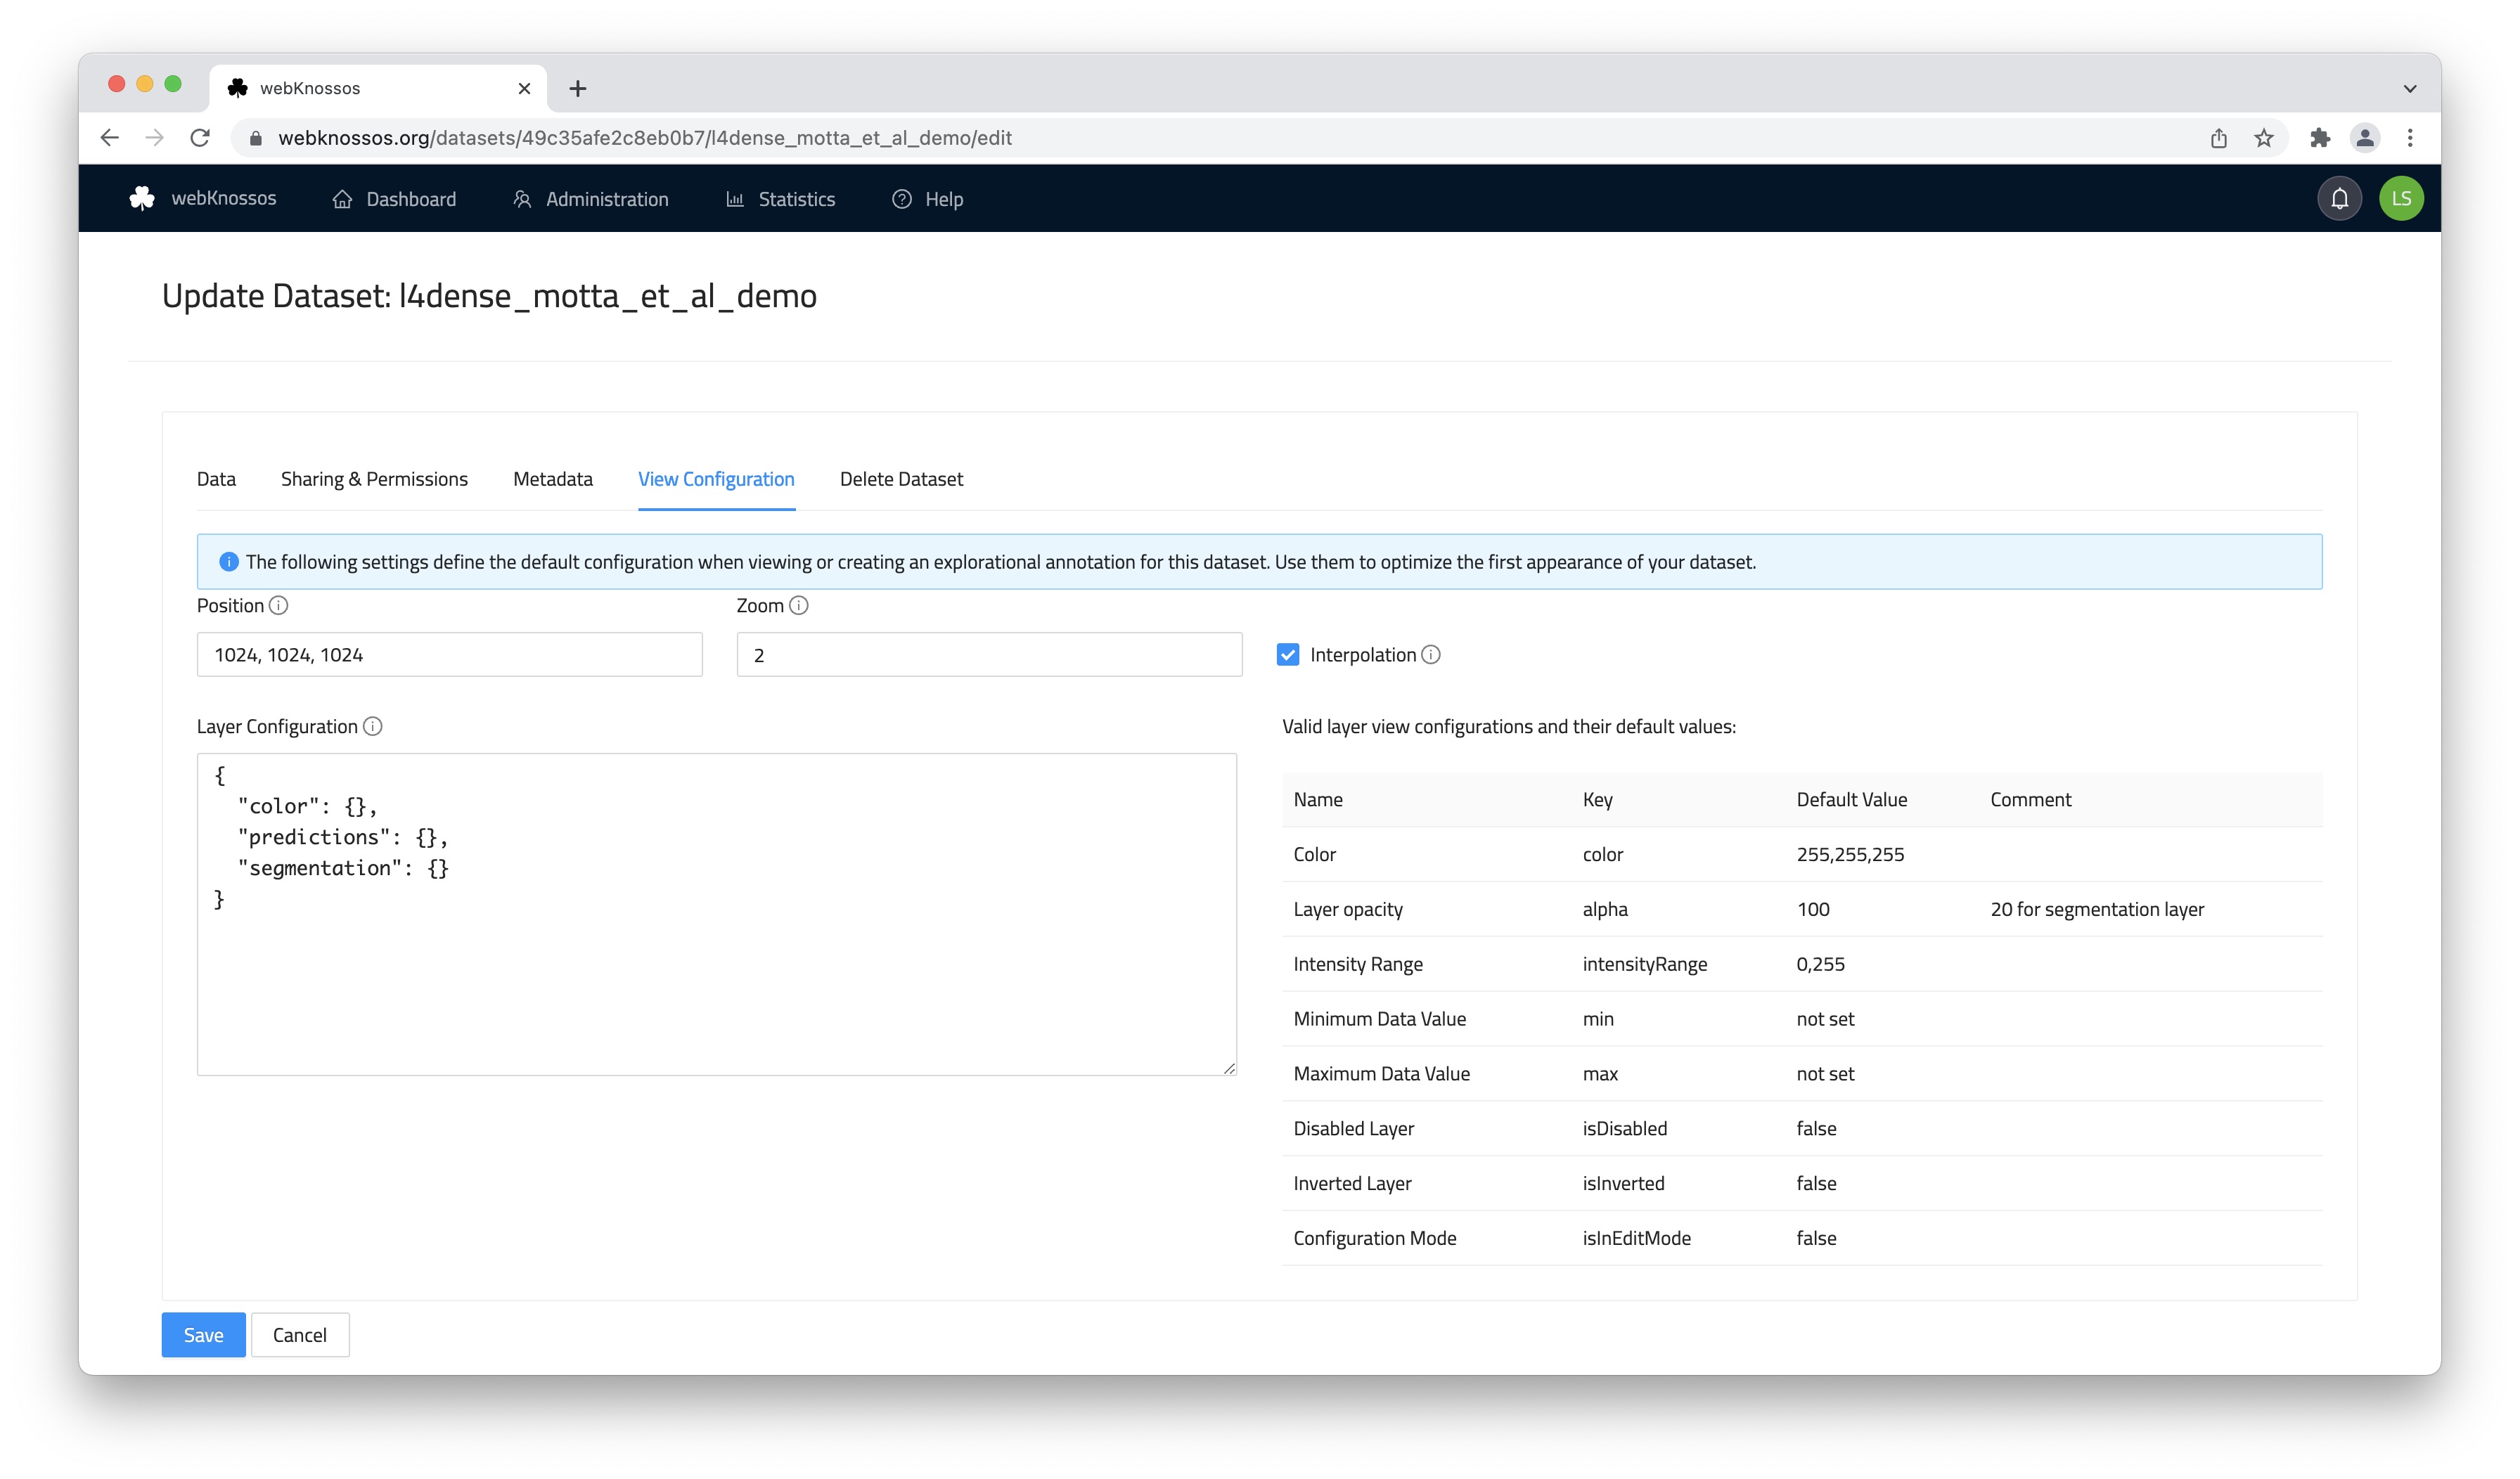 webKnossos
webknossos.org/datasets/49c35afe2c8eb0b7/l4dense_motta_et_al_demo/edit
webKnossos Dashboard Administration Statistics Help LS
Update Dataset: l4dense_motta_et_al_demo
Data Sharing & Permissions Metadata View Configuration Delete Dataset
The following settings define the default configuration when viewing or creating an explorational annotation for this dataset. Use them to optimize the first appearance of your dataset.
Position Zoom
1024, 1024, 1024 2 Interpolation
Layer Configuration
{
  "color": {},
  "predictions": {},
  "segmentation": {}
}
Valid layer view configurations and their default values:
Name Key Default Value Comment
Color color 255,255,255
Layer opacity alpha 100 20 for segmentation layer
Intensity Range intensityRange 0,255
Minimum Data Value min not set
Maximum Data Value max not set
Disabled Layer isDisabled false
Inverted Layer isInverted false
Configuration Mode isInEditMode false
Save Cancel